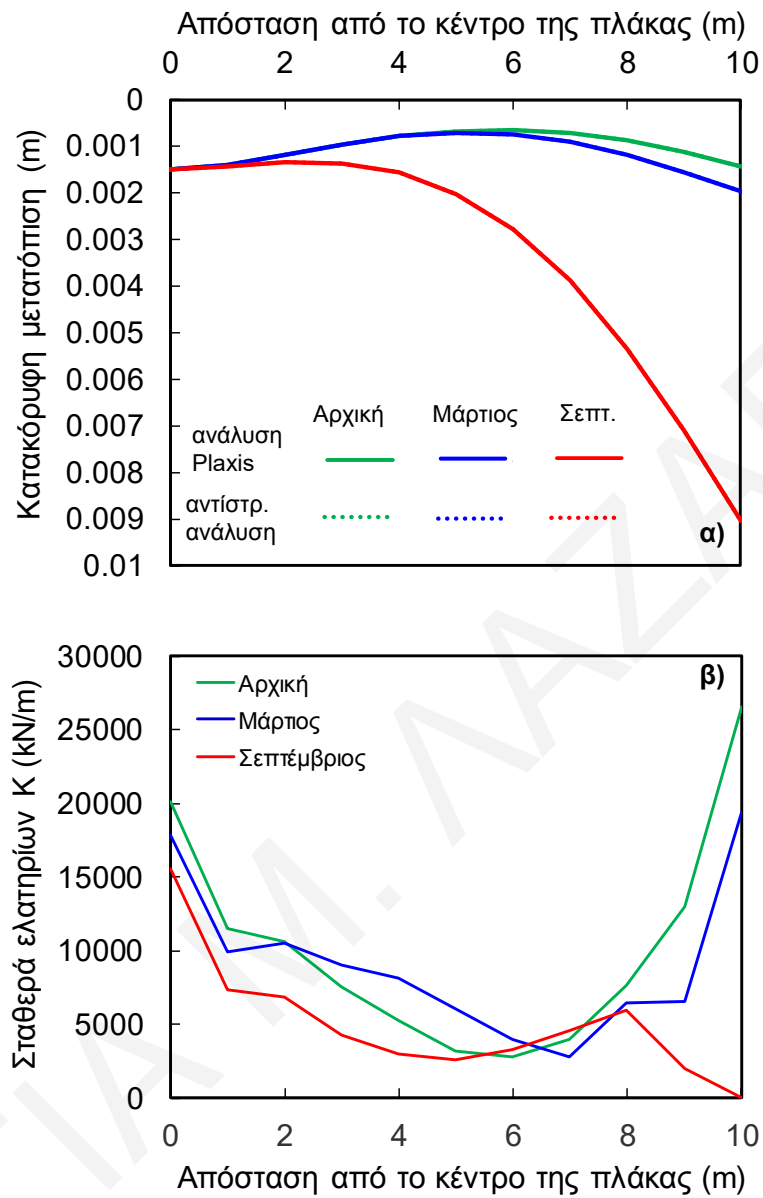 Απόσταση από το κέντρο της πλάκας (m)
0 2 4 6 8 10
Κατακόρυφη μετατόπιση (m)
0
0.001
0.002
0.003
0.004
0.005
0.006
0.007
0.008
0.009
0.01
Αρχική Μάρτιος Σεπτ.
ανάλυση
Plaxis
αντίστρ.
ανάλυση
α)
Σταθερά ελατηρίων K (kN/m)
30000
25000
20000
15000
10000
5000
0
β)
Αρχική
Μάρτιος
Σεπτέμβριος
0 2 4 6 8 10
Απόσταση από το κέντρο της πλάκας (m)
ΤΙΑ Μ. ΛΑΖΑ